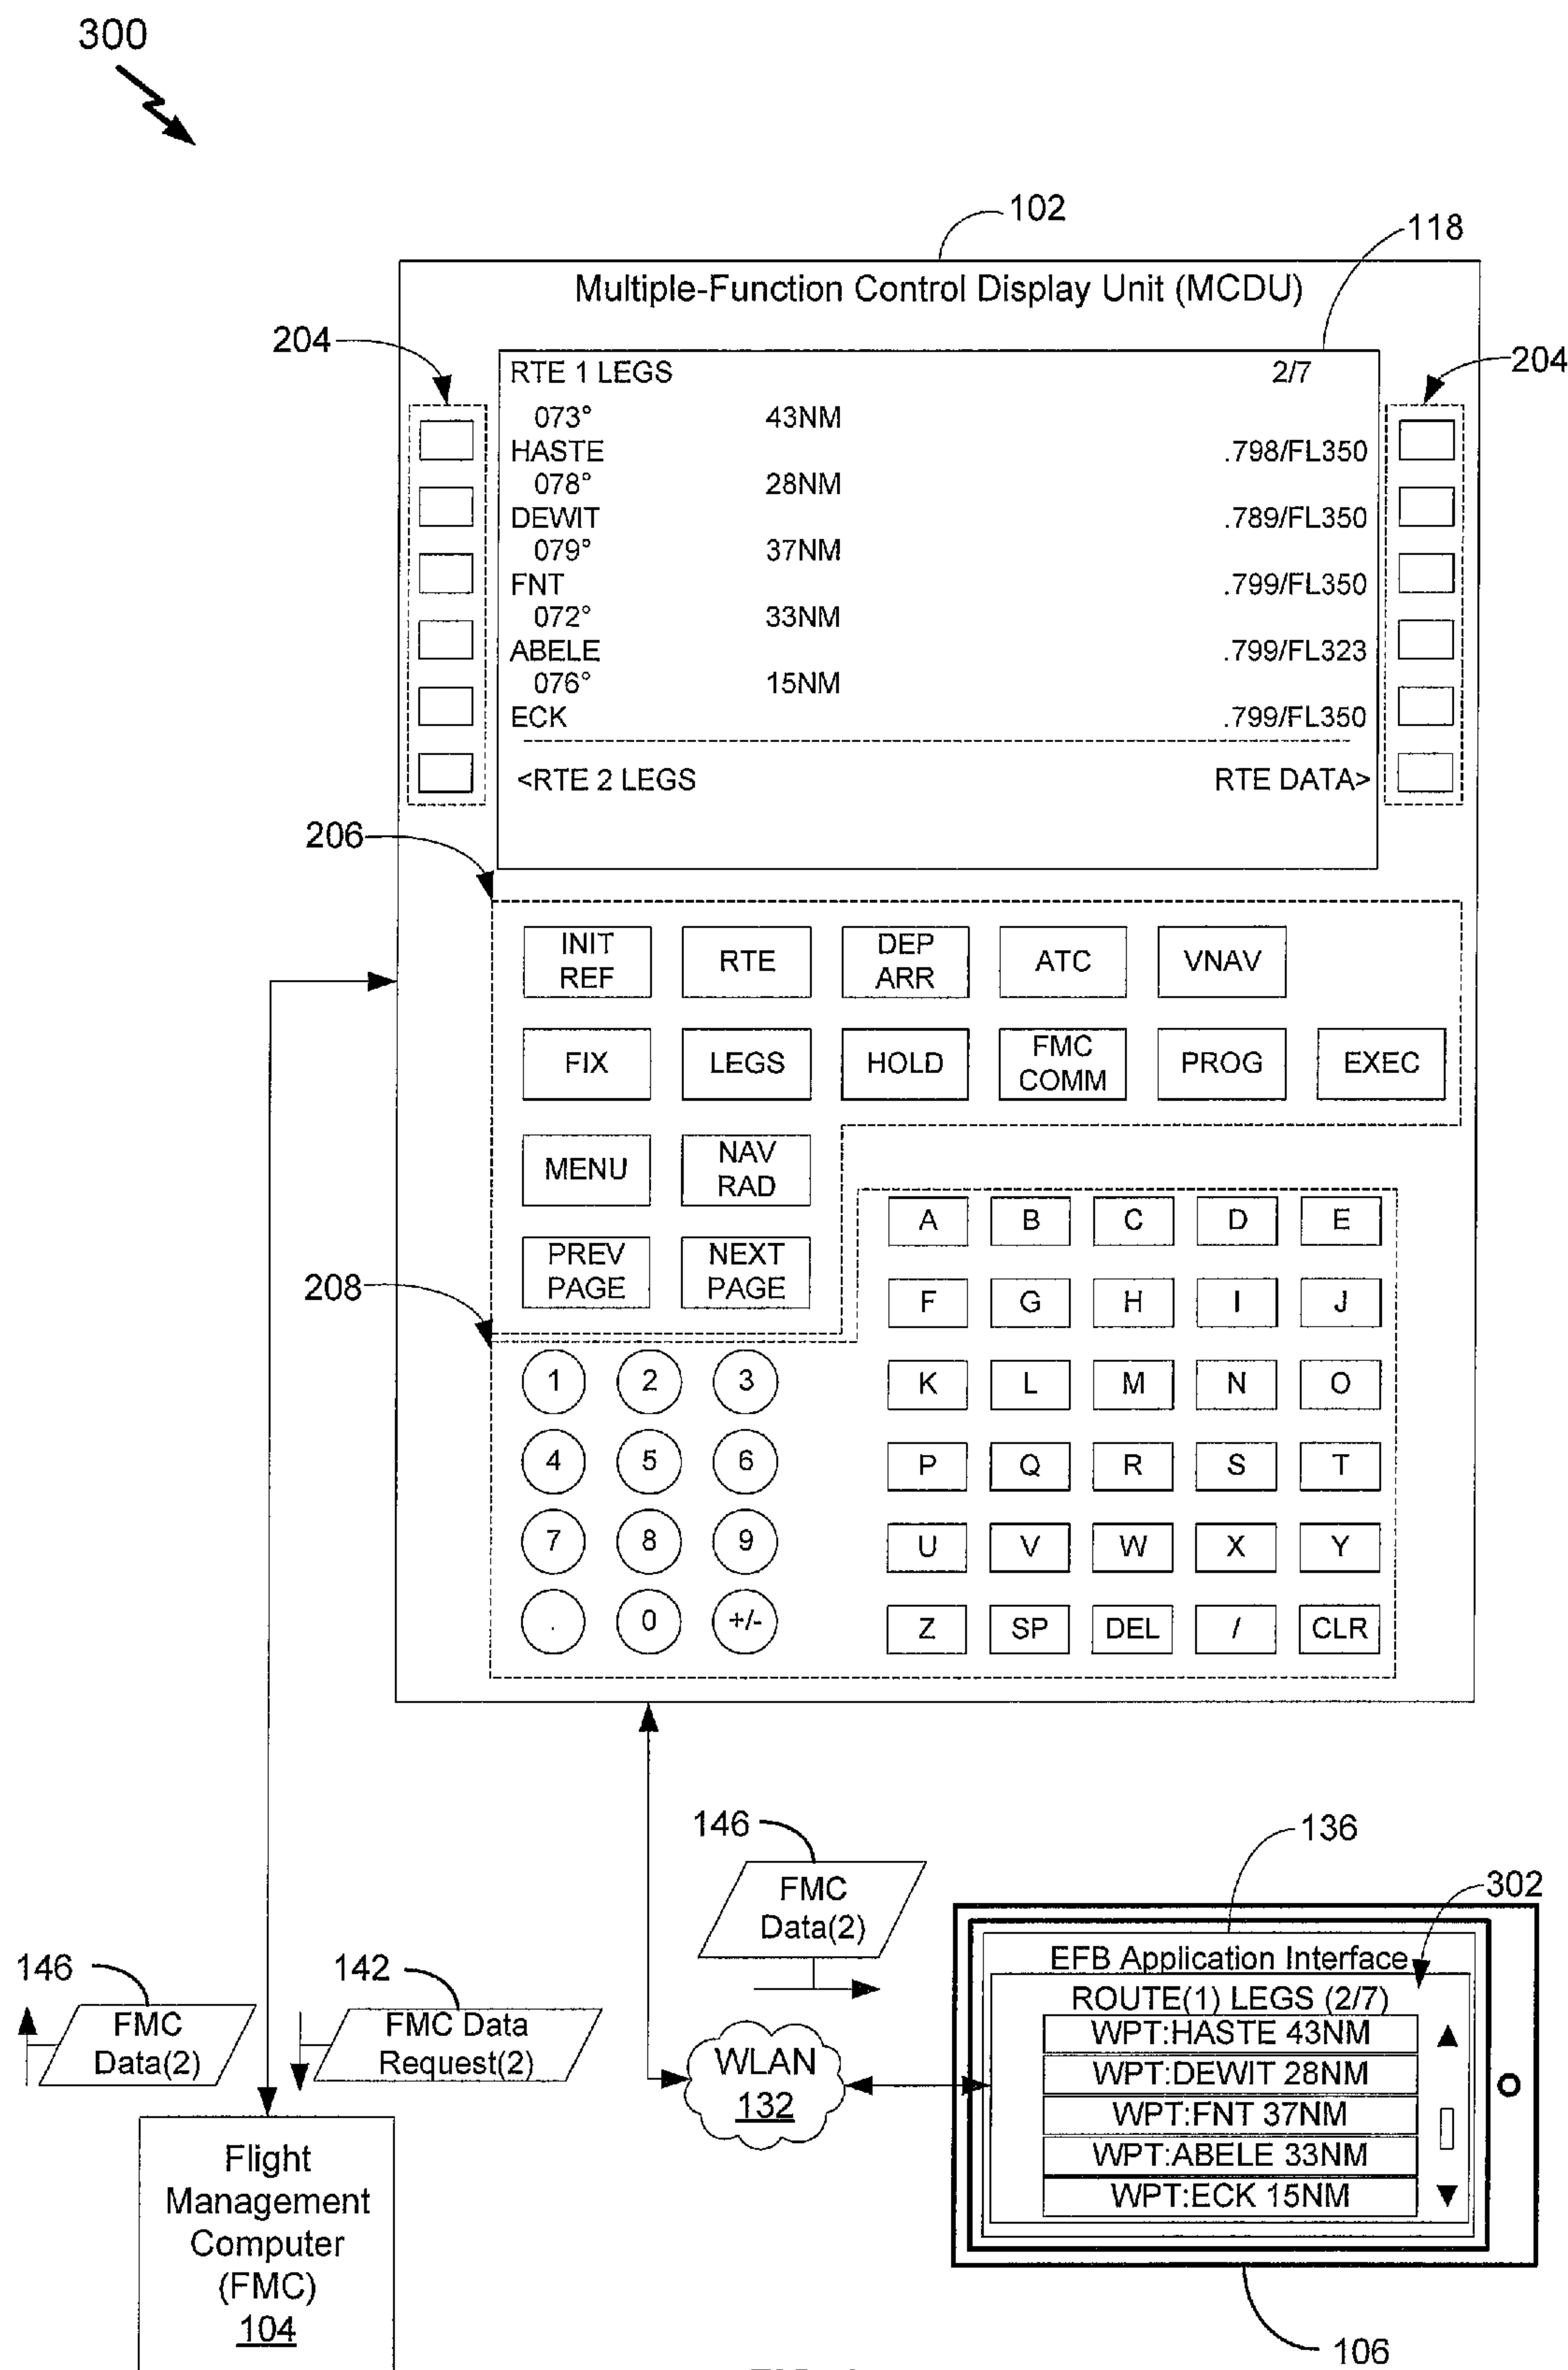 300
102
118
Multiple-Function Control Display Unit (MCDU)
204
204
RTE 1 LEGS 2/7
073° 43NM
HASTE .798/FL350
078° 28NM
DEWIT .789/FL350
079° 37NM
FNT .799/FL350
072° 33NM
ABELE .799/FL323
076° 15NM
ECK .799/FL350
<RTE 2 LEGS RTE DATA>
206
INIT
REF
RTE
DEP
ARR
ATC
VNAV
FIX
LEGS
HOLD
FMC
COMM
PROG
EXEC
MENU
NAV
RAD
PREV
PAGE
NEXT
PAGE
208
A B C D E
F G H I J
K L M N O
P Q R S T
U V W X Y
Z SP DEL / CLR
1 2 3
4 5 6
7 8 9
. 0 +/-
146
FMC
Data(2)
136
302
EFB Application Interface
ROUTE(1) LEGS (2/7)
WPT:HASTE 43NM
WPT:DEWIT 28NM
WPT:FNT 37NM
WPT:ABELE 33NM
WPT:ECK 15NM
106
WLAN
132
146
FMC
Data(2)
142
FMC Data
Request(2)
Flight
Management
Computer
(FMC)
104